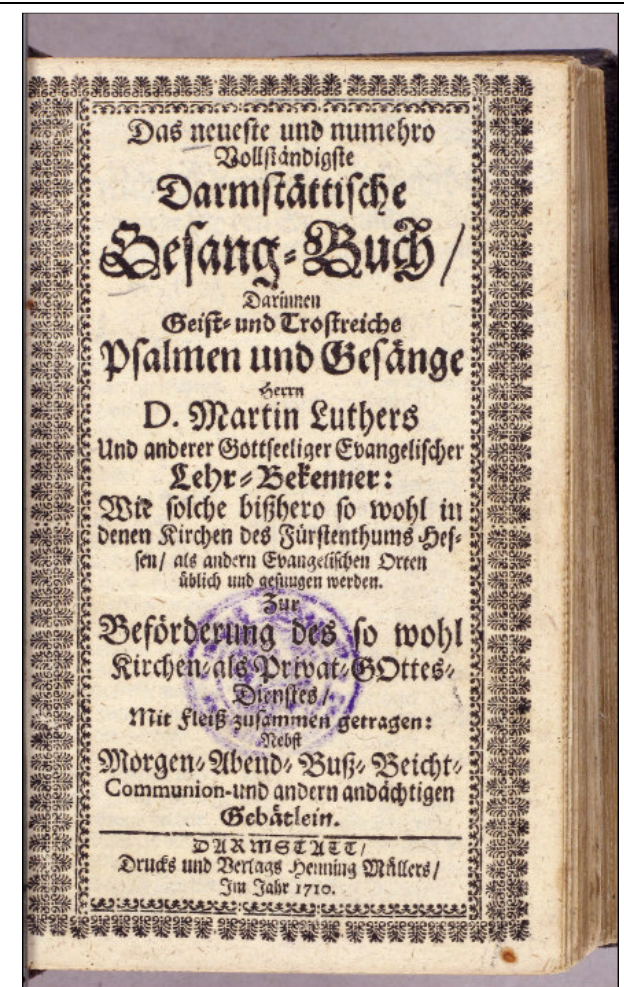 Das neueste und numehro
Vollständigste
Darmstättische
Gesang-Buch/
Darinnen
Geist- und Trostreiche
Psalmen und Gesänge
Herrn
D. Martin Luthers
Und anderer Gottseeliger Evangelischer
Lehr-Bekenner:
Wie solche bißhero so wohl in
denen Kirchen des Fürstenthums Hes-
sen/ als andern Evangelischen Orten
üblich und gesungen werden.
Zur
Beförderung des so wohl
Kirchen- als Privat-GOttes-
Dienstes/
Mit Fleiß zusammen getragen:
Nebst
Morgen- Abend- Buß- Beicht-
Communion- und andern andächtigen
Gebätlein.
DARMSTATT/
Drucks und Verlags Henning Müllers/
Im Jahr 1710.